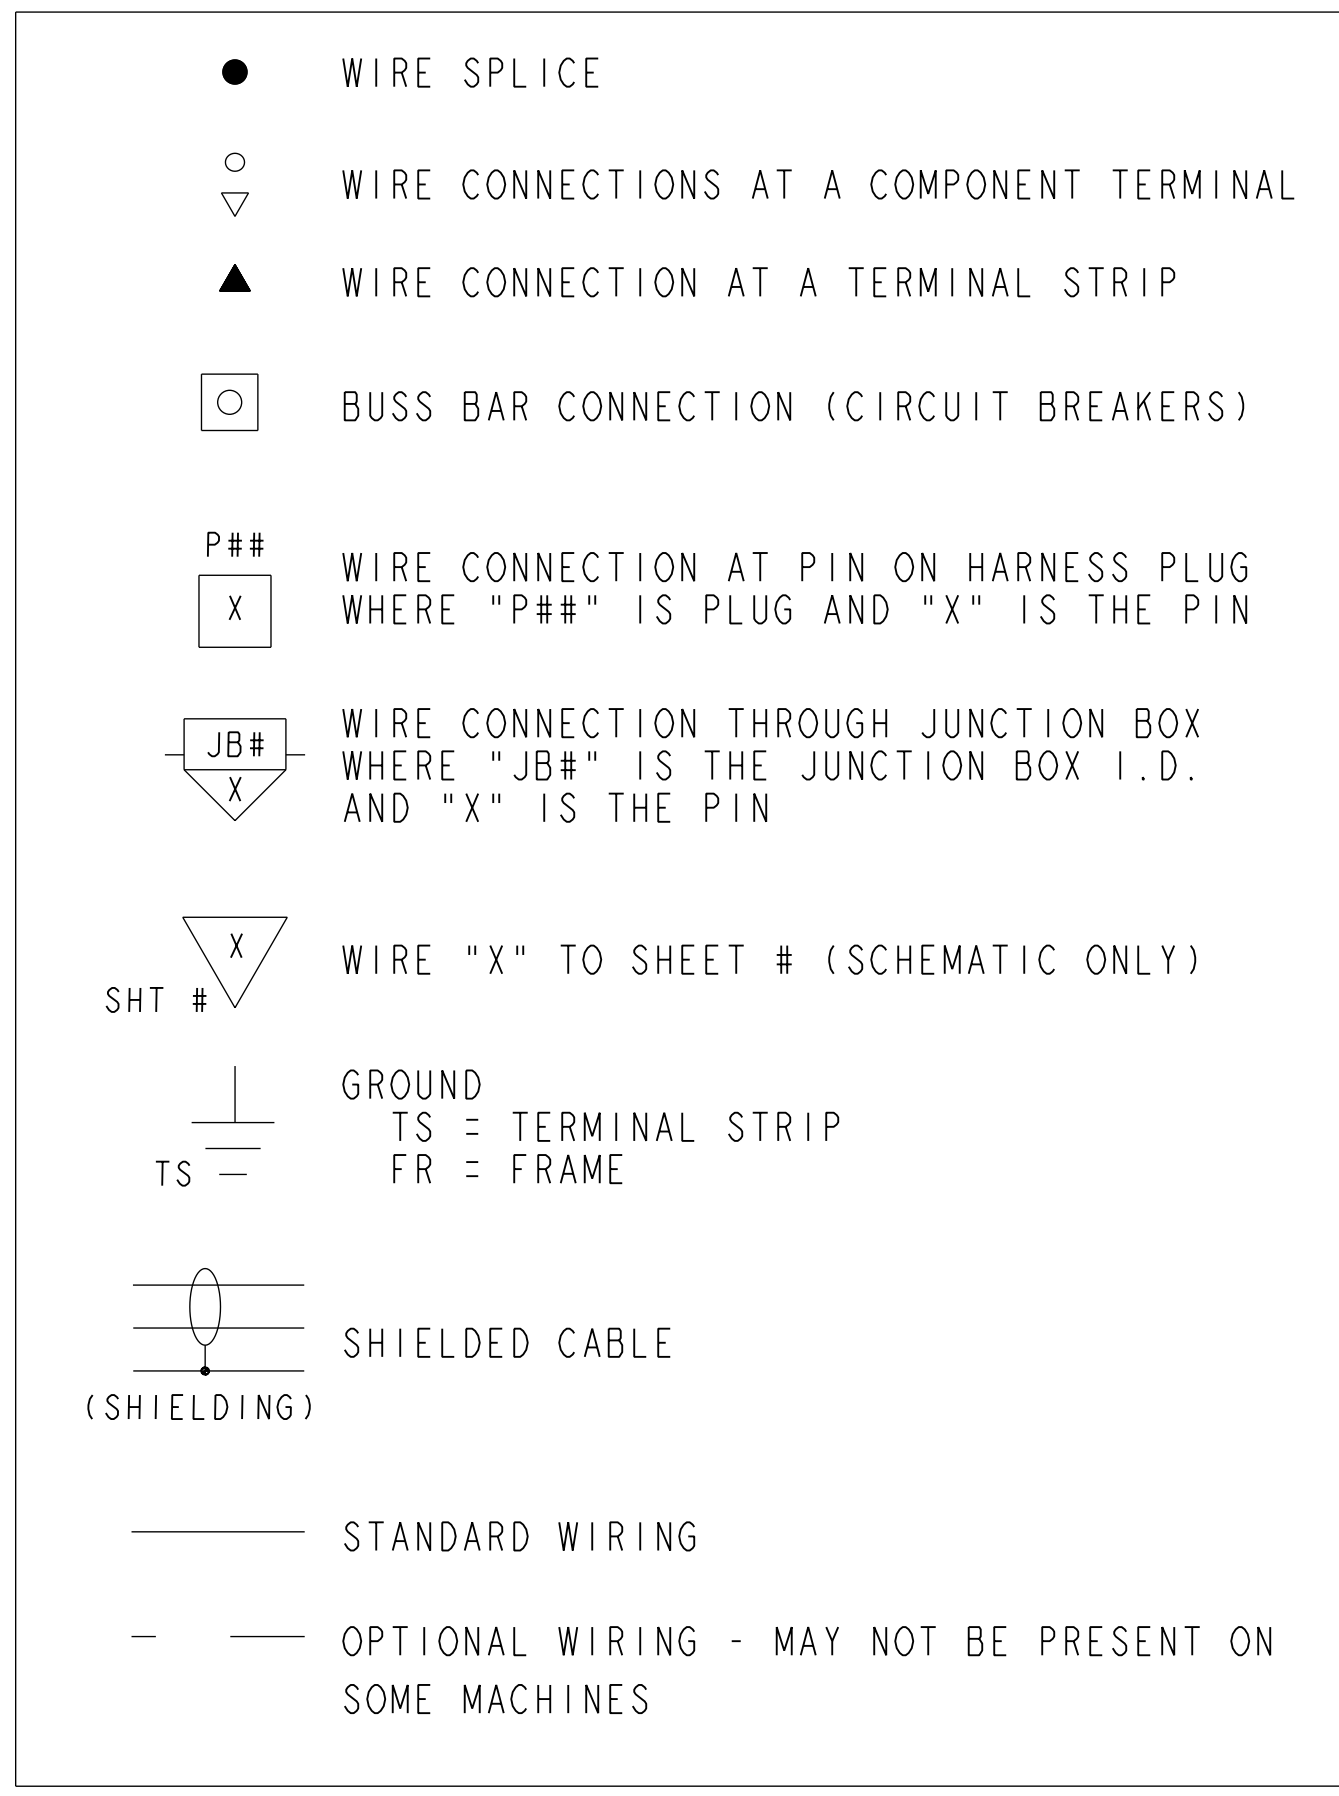 WIRE SPLICE
WIRE CONNECTIONS AT A COMPONENT TERMINAL
WIRE CONNECTION AT A TERMINAL STRIP
BUSS BAR CONNECTION (CIRCUIT BREAKERS)
P##
X
WIRE CONNECTION AT PIN ON HARNESS PLUG
WHERE "P##" IS PLUG AND "X" IS THE PIN
JB#
X
WIRE CONNECTION THROUGH JUNCTION BOX
WHERE "JB#" IS THE JUNCTION BOX I.D.
AND "X" IS THE PIN
X
SHT #
WIRE "X" TO SHEET # (SCHEMATIC ONLY)
GROUND
TS = TERMINAL STRIP
FR = FRAME
TS
SHIELDED CABLE
(SHIELDING)
STANDARD WIRING
OPTIONAL WIRING - MAY NOT BE PRESENT ON
SOME MACHINES